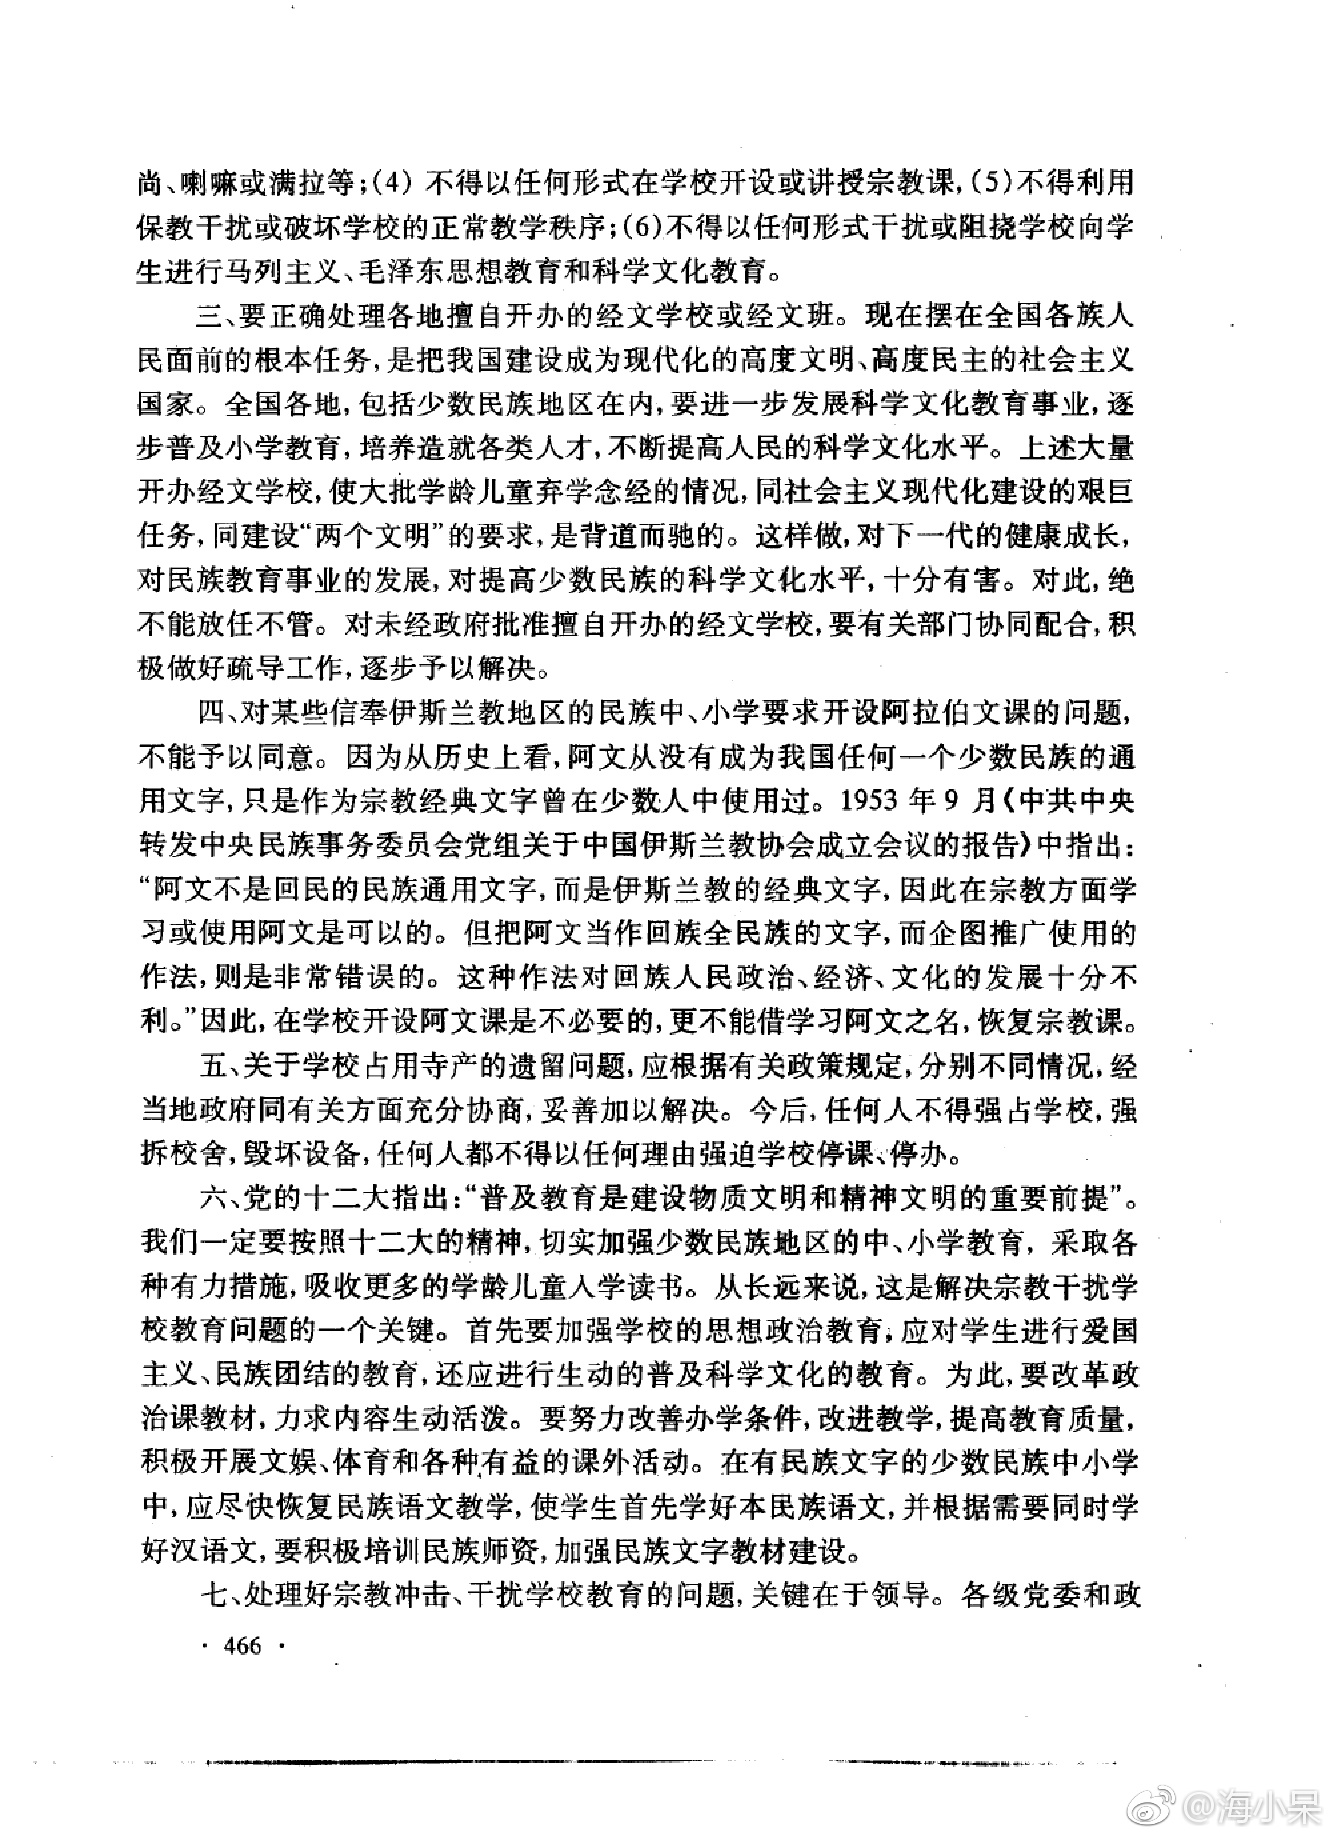 尚、喇嘛或满拉等;(4) 不得以任何形式在学校开设或讲授宗教课,(5)不得利用
保教干扰或破坏学校的正常教学秩序;(6)不得以任何形式干扰或阻挠学校向学
生进行马列主义、毛泽东思想教育和科学文化教育。
三、要正确处理各地擅自开办的经文学校或经文班。现在摆在全国各族人
民面前的根本任务,是把我国建设成为现代化的高度文明、高度民主的社会主义
国家。全国各地,包括少数民族地区在内,要进一步发展科学文化教育事业,逐
步普及小学教育,培养造就各类人才,不断提高人民的科学文化水平。上述大量
开办经文学校,使大批学龄儿童弃学念经的情况,同社会主义现代化建设的艰巨
任务,同建设“两个文明”的要求,是背道而驰的。这样做,对下一代的健康成长,
对民族教育事业的发展,对提高少数民族的科学文化水平,十分有害。对此,绝
不能放任不管。对未经政府批准擅自开办的经文学校,要有关部门协同配合,积
极做好疏导工作,逐步予以解决。
四、对某些信奉伊斯兰教地区的民族中、小学要求开设阿拉伯文课的问题,
不能予以同意。因为从历史上看,阿文从没有成为我国任何一个少数民族的通
用文字,只是作为宗教经典文字曾在少数人中使用过。1953 年 9 月《中共中央
转发中央民族事务委员会党组关于中国伊斯兰教协会成立会议的报告》中指出:
“阿文不是回民的民族通用文字,而是伊斯兰教的经典文字,因此在宗教方面学
习或使用阿文是可以的。但把阿文当作回族全民族的文字,而企图推广使用的
作法,则是非常错误的。这种作法对回族人民政治、经济、文化的发展十分不
利。”因此,在学校开设阿文课是不必要的,更不能借学习阿文之名,恢复宗教课。
五、关于学校占用寺产的遗留问题,应根据有关政策规定,分别不同情况,经
当地政府同有关方面充分协商,妥善加以解决。今后,任何人不得强占学校,强
拆校舍,毁坏设备,任何人都不得以任何理由强迫学校停课、停办。
六、党的十二大指出:“普及教育是建设物质文明和精神文明的重要前提”。
我们一定要按照十二大的精神,切实加强少数民族地区的中、小学教育, 采取各
种有力措施,吸收更多的学龄儿童入学读书。从长远来说,这是解决宗教干扰学
校教育问题的一个关键。首先要加强学校的思想政治教育,应对学生进行爱国
主义、民族团结的教育,还应进行生动的普及科学文化的教育。为此,要改革政
治课教材,力求内容生动活泼。要努力改善办学条件,改进教学,提高教育质量,
积极开展文娱、体育和各种有益的课外活动。在有民族文字的少数民族中小学
中,应尽快恢复民族语文教学,使学生首先学好本民族语文,并根据需要同时学
好汉语文,要积极培训民族师资,加强民族文字教材建设。
七、处理好宗教冲击、干扰学校教育的问题,关键在于领导。各级党委和政
· 466 ·
@海小呆